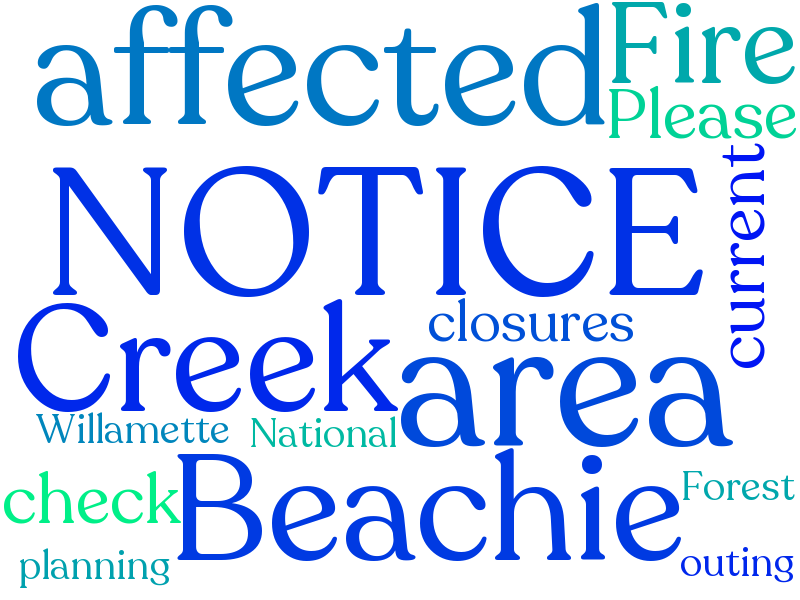 affected
Fire
Please
NOTICE
current
Creek
closures
area
Willamette
National
check
Beachie
Forest
planning
outing